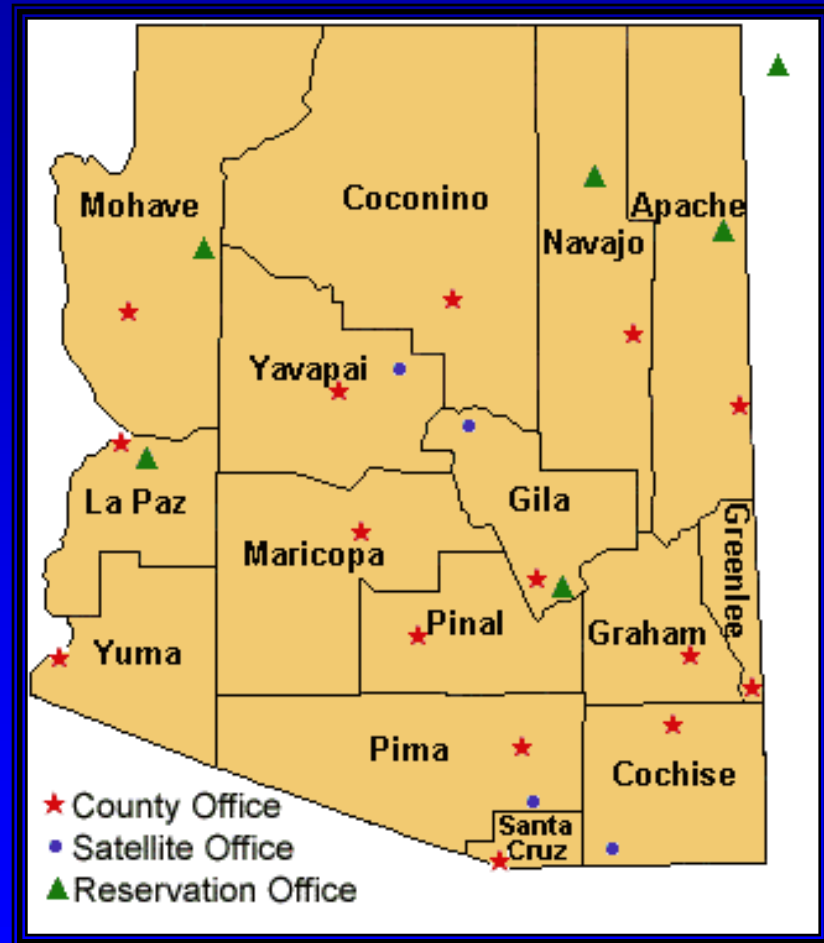 Mohave
Coconino
Apache
Navajo
Yavapai
La Paz
Gila
Greenlee
Maricopa
Pinal
Graham
Yuma
Pima
Cochise
Santa
Cruz
County Office
Satellite Office
Reservation Office